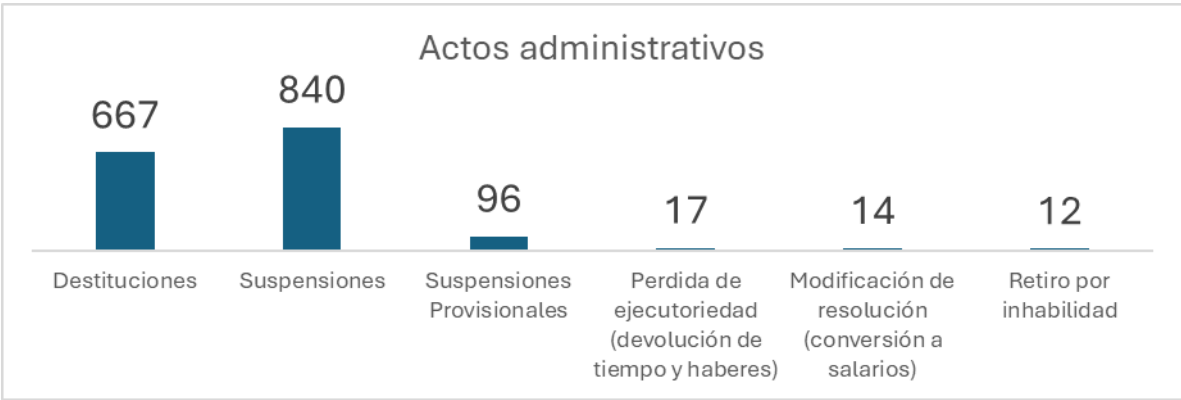 Actos administrativos
667
840
96
17
14
12
Destituciones
Suspensiones
Suspensiones
Provisionales
Perdida de
ejecutoriedad
(devolución de
tiempo y haberes)
Modificación de
resolución
(conversión a
salarios)
Retiro por
inhabilidad